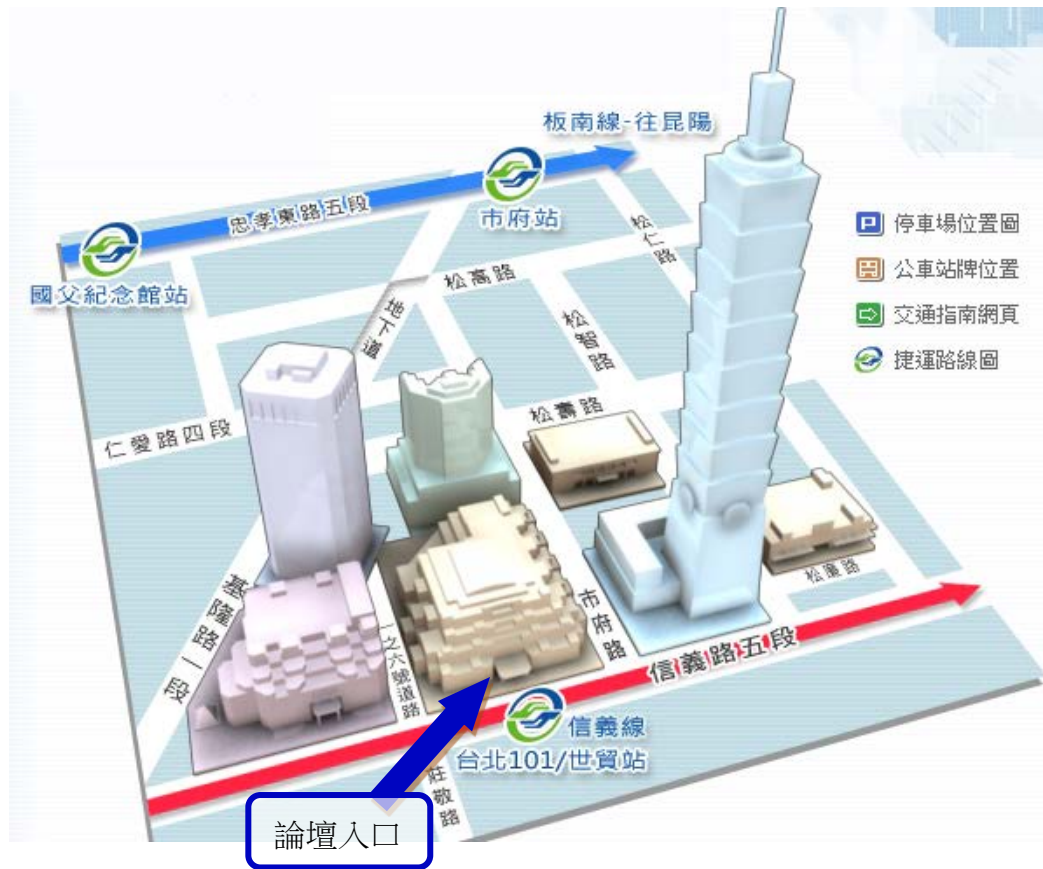 板南線-往昆陽
忠孝東路五段
市府站
國父紀念館站
松仁路
松高路
地下道
松智路
停車場位置圖
公車站牌位置
交通指南網頁
捷運路線圖
仁愛路四段
松壽路
基隆路一段
一之六號道路
市府路
松廉路
信義路五段
信義線
台北101/世貿站
莊敬路
論壇入口